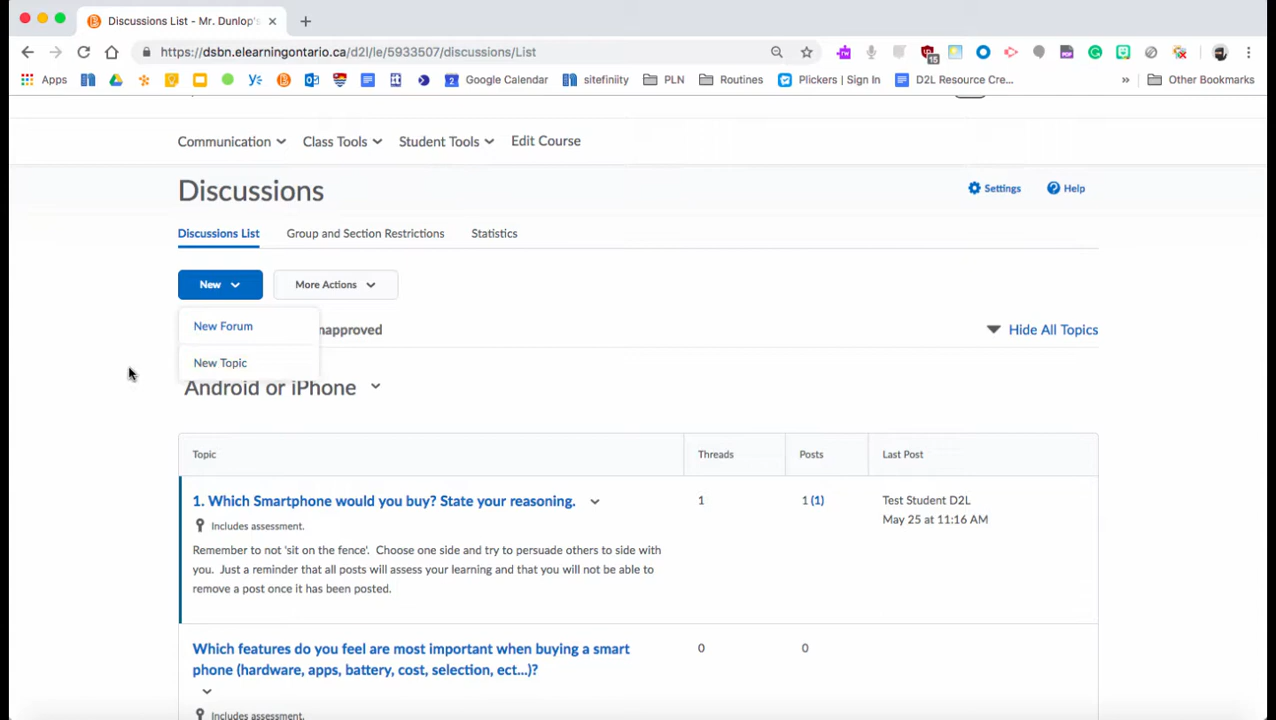 Discussions List - Mr. Dunlop's
https://dsbn.elearningontario.ca/d2l/le/5933507/discussions/List
15
Apps
Google Calendar
sitefiniity
PLN
Routines
Plickers | Sign In
D2L Resource Cre...
»
Other Bookmarks
Communication
Class Tools
Student Tools
Edit Course
Discussions
Settings
Help
Discussions List
Group and Section Restrictions
Statistics
New
More Actions
New Forum
napproved
Hide All Topics
New Topic
Android or iPhone
Topic
Threads
Posts
Last Post
1. Which Smartphone would you buy? State your reasoning.
1
1 (1)
Test Student D2L
May 25 at 11:16 AM
Includes assessment.
Remember to not 'sit on the fence'. Choose one side and try to persuade others to side with
you. Just a reminder that all posts will assess your learning and that you will not be able to
remove a post once it has been posted.
Which features do you feel are most important when buying a smart
phone (hardware, apps, battery, cost, selection, ect...)?
0
0
Includes assessment.